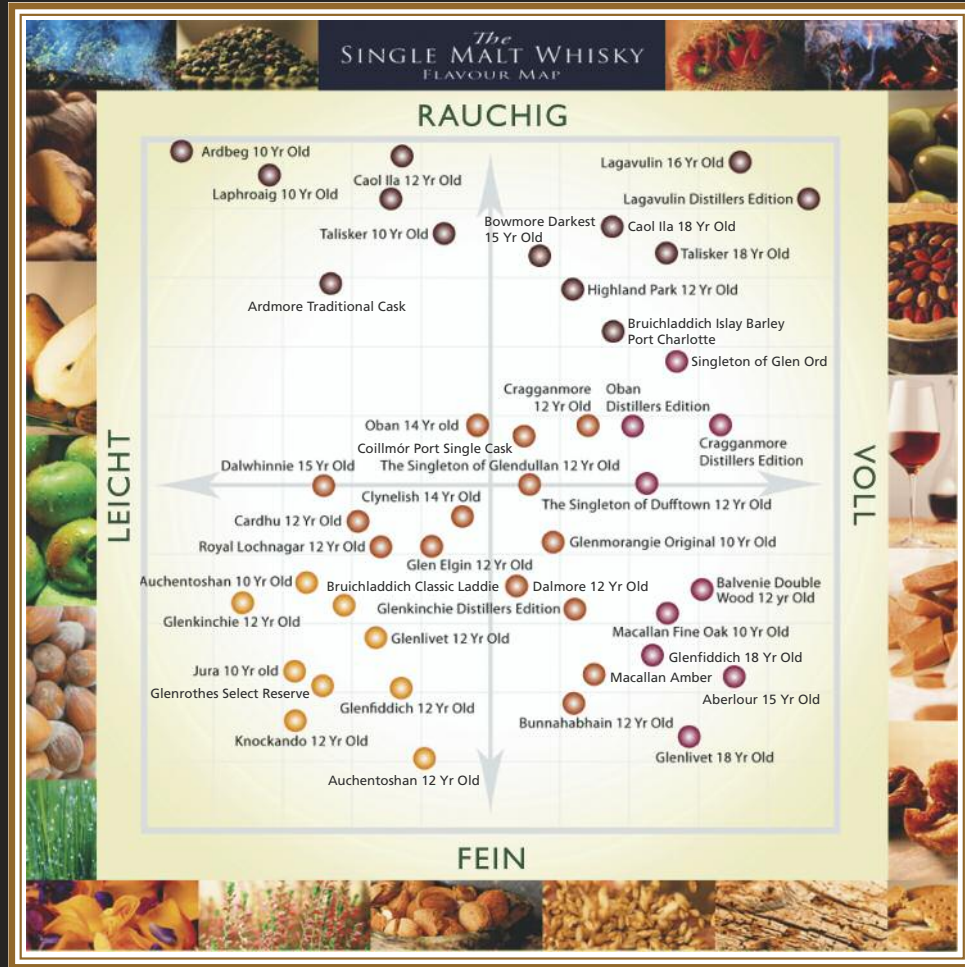 The
SINGLE MALT WHISKY
FLAVOUR MAP
RAUCHIG
Ardbeg 10 Yr Old
Caol Ila 12 Yr Old
Lagavulin 16 Yr Old
Laphroaig 10 Yr Old
Lagavulin Distillers Edition
Talisker 10 Yr Old
Bowmore Darkest
15 Yr Old
Caol Ila 18 Yr Old
Talisker 18 Yr Old
Ardmore Traditional Cask
Highland Park 12 Yr Old
Bruichladdich Islay Barley
Port Charlotte
Singleton of Glen Ord
Cragganmore
12 Yr Old
Oban
Distillers Edition
Oban 14 Yr old
Coillmór Port Single Cask
Cragganmore
Distillers Edition
LEICHT
VOLL
Dalwhinnie 15 Yr Old
The Singleton of Glendullan 12 Yr Old
Clynelish 14 Yr Old
The Singleton of Dufftown 12 Yr Old
Cardhu 12 Yr Old
Royal Lochnagar 12 Yr Old
Glen Elgin 12 Yr Old
Glenmorangie Original 10 Yr Old
Auchentoshan 10 Yr Old
Bruichladdich Classic Laddie
Dalmore 12 Yr Old
Balvenie Double
Wood 12 yr Old
Glenkinchie 12 Yr Old
Glenkinchie Distillers Edition
Macallan Fine Oak 10 Yr Old
Glenlivet 12 Yr Old
Glenfiddich 18 Yr Old
Jura 10 Yr old
Macallan Amber
Glenrothes Select Reserve
Aberlour 15 Yr Old
Glenfiddich 12 Yr Old
Bunnahabhain 12 Yr Old
Knockando 12 Yr Old
Glenlivet 18 Yr Old
Auchentoshan 12 Yr Old
FEIN